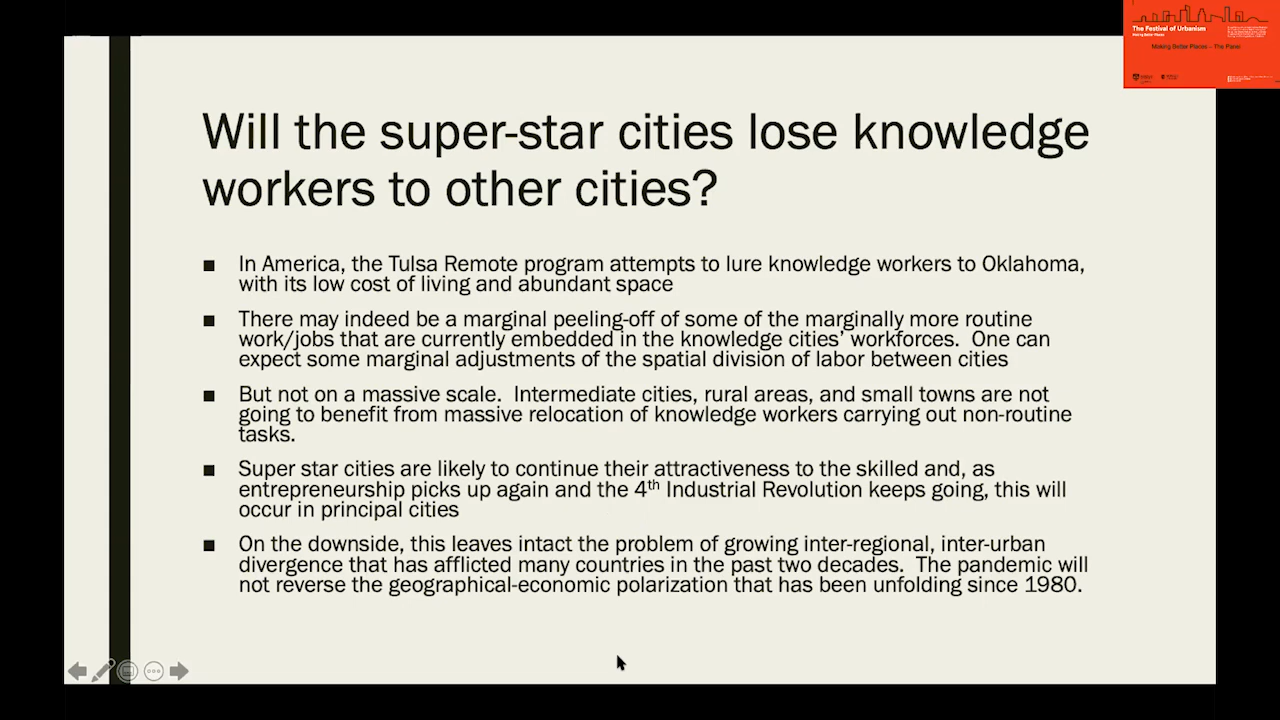 The Festival of Urbanism
Making Better Places
Making Better Places – The Panel
Will the super-star cities lose knowledge
workers to other cities?
■ In America, the Tulsa Remote program attempts to lure knowledge workers to Oklahoma,
with its low cost of living and abundant space
■ There may indeed be a marginal peeling-off of some of the marginally more routine
work/jobs that are currently embedded in the knowledge cities’ workforces.  One can
expect some marginal adjustments of the spatial division of labor between cities
■ But not on a massive scale.  Intermediate cities, rural areas, and small towns are not
going to benefit from massive relocation of knowledge workers carrying out non-routine
tasks.
■ Super star cities are likely to continue their attractiveness to the skilled and, as
entrepreneurship picks up again and the 4th Industrial Revolution keeps going, this will
occur in principal cities
■ On the downside, this leaves intact the problem of growing inter-regional, inter-urban
divergence that has afflicted many countries in the past two decades.  The pandemic will
not reverse the geographical-economic polarization that has been unfolding since 1980.